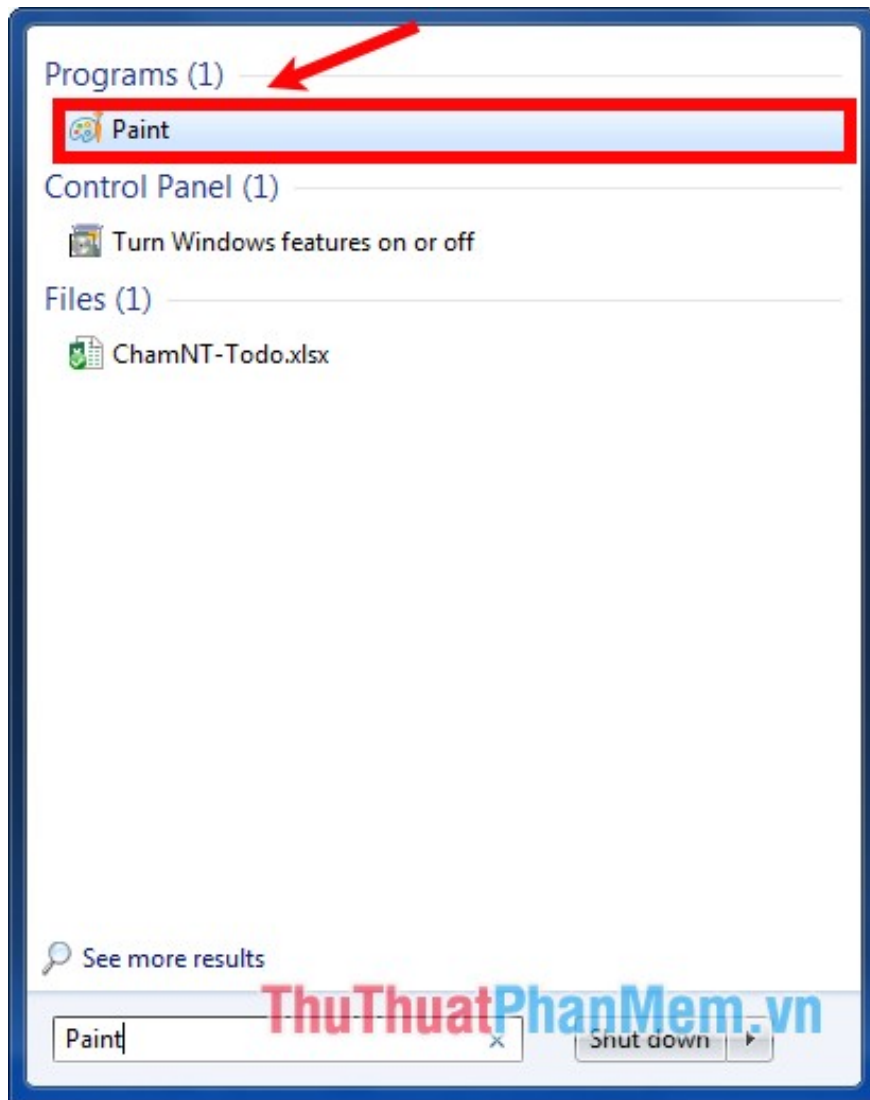 Programs (1)
Paint
Control Panel (1)
Turn Windows features on or off
Files (1)
ChamNT-Todo.xlsx
See more results
ThuThuatPhanMem.vn
Paint
Shut down